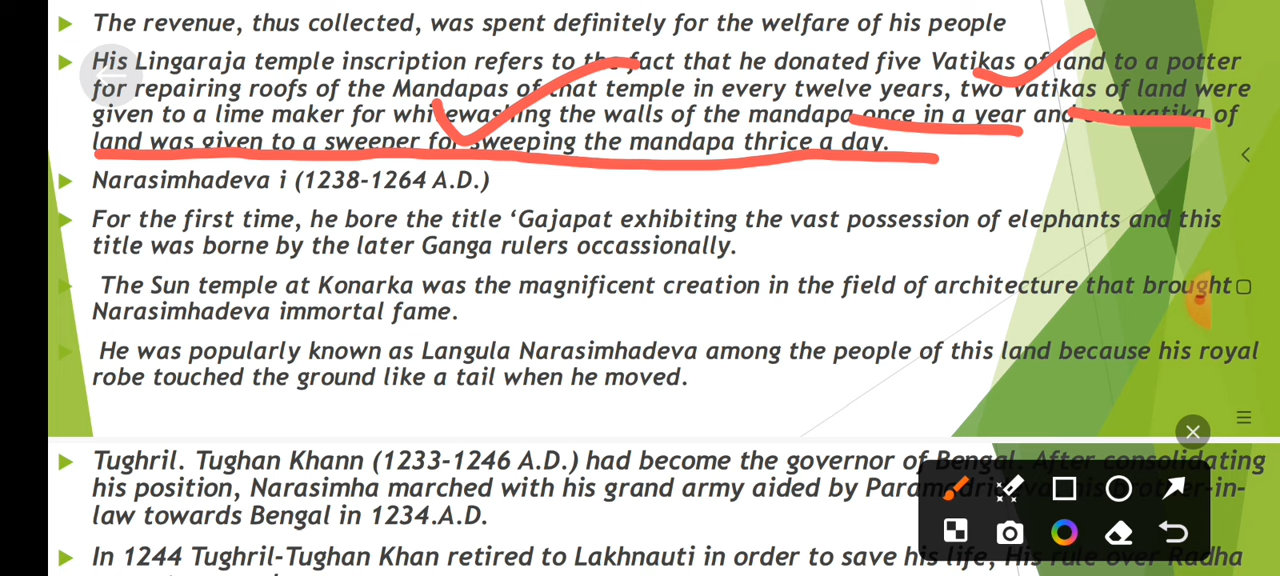 The revenue, thus collected, was spent definitely for the welfare of his people
His Lingaraja temple inscription refers to the fact that he donated five Vatikas of land to a potter
for repairing roofs of the Mandapas of that temple in every twelve years, two vatikas of land were
given to a lime maker for whitewashing the walls of the mandapa once in a year and one vatika of
land was given to a sweeper for sweeping the mandapa thrice a day.
Narasimhadeva i (1238-1264 A.D.)
For the first time, he bore the title ‘Gajapat exhibiting the vast possession of elephants and this
title was borne by the later Ganga rulers occassionally.
The Sun temple at Konarka was the magnificent creation in the field of architecture that brought
Narasimhadeva immortal fame.
He was popularly known as Langula Narasimhadeva among the people of this land because his royal
robe touched the ground like a tail when he moved.
Tughril. Tughan Khann (1233-1246 A.D.) had become the governor of Bengal. After consolidating
his position, Narasimha marched with his grand army aided by Paramadrideva, his brother-in-
law towards Bengal in 1234.A.D.
In 1244 Tughril-Tughan Khan retired to Lakhnauti in order to save his life, His rule over Radha